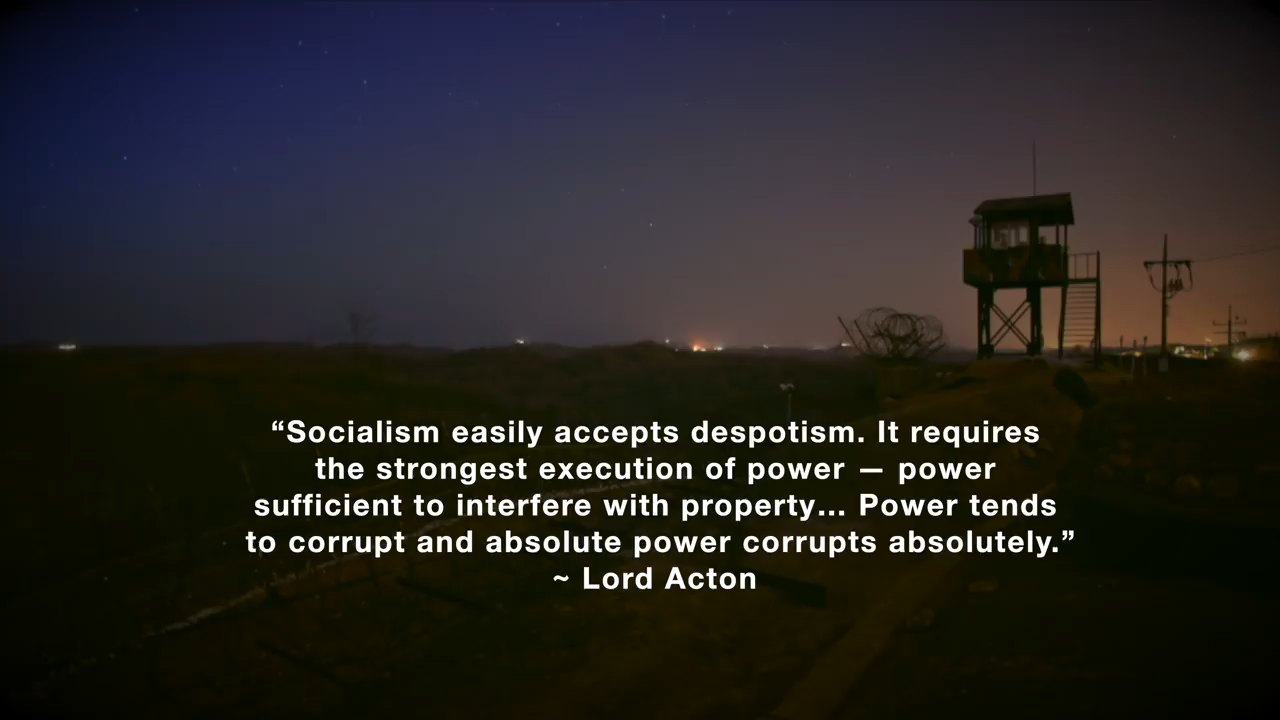 “Socialism easily accepts despotism. It requires
the strongest execution of power — power
sufficient to interfere with property... Power tends
to corrupt and absolute power corrupts absolutely.”
~ Lord Acton